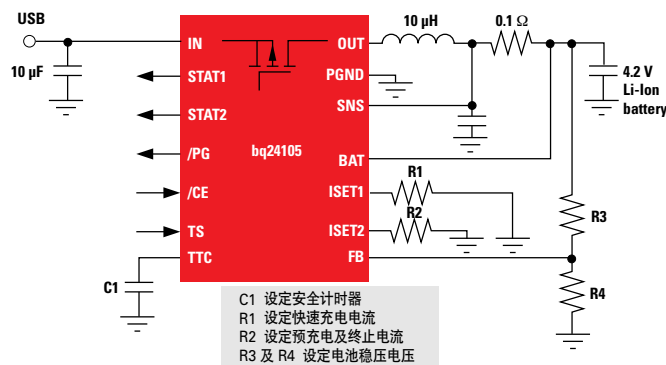 USB
10 µF
IN
STAT1
STAT2
/PG
/CE
TS
TTC
C1
bq24105
OUT
PGND
SNS
BAT
ISET1
ISET2
FB
10 µH
0.1 Ω
4.2 V
Li-Ion
battery
R1
R2
R3
R4
C1 设定安全计时器
R1 设定快速充电电流
R2 设定预充电及终止电流
R3 及 R4 设定电池稳压电压